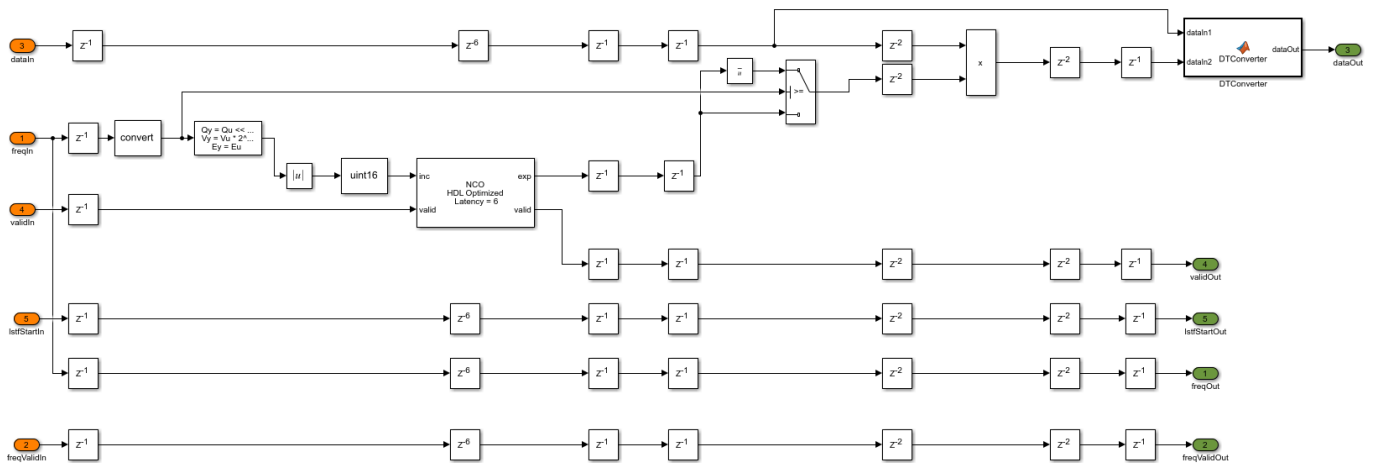 3
dataIn
z-1
z-6
z-1
z-1
z-2
z-2
x
z-2
z-1
dataIn1
dataIn2
dataOut
DTConverter
DTConverter
3
dataOut
u
>=
1
freqIn
z-1
convert
Qy = Qu << ...
Vy = Vu * 2^...
Ey = Eu
|u|
uint16
inc
valid
NCO
HDL Optimized
Latency = 6
exp
valid
z-1
z-1
4
validIn
z-1
z-1
z-1
z-2
z-2
z-1
4
validOut
5
lstfStartIn
z-1
z-6
z-1
z-1
z-2
z-2
z-1
5
lstfStartOut
z-1
z-6
z-1
z-1
z-2
z-2
z-1
1
freqOut
2
freqValidIn
z-1
z-6
z-1
z-1
z-2
z-2
z-1
2
freqValidOut